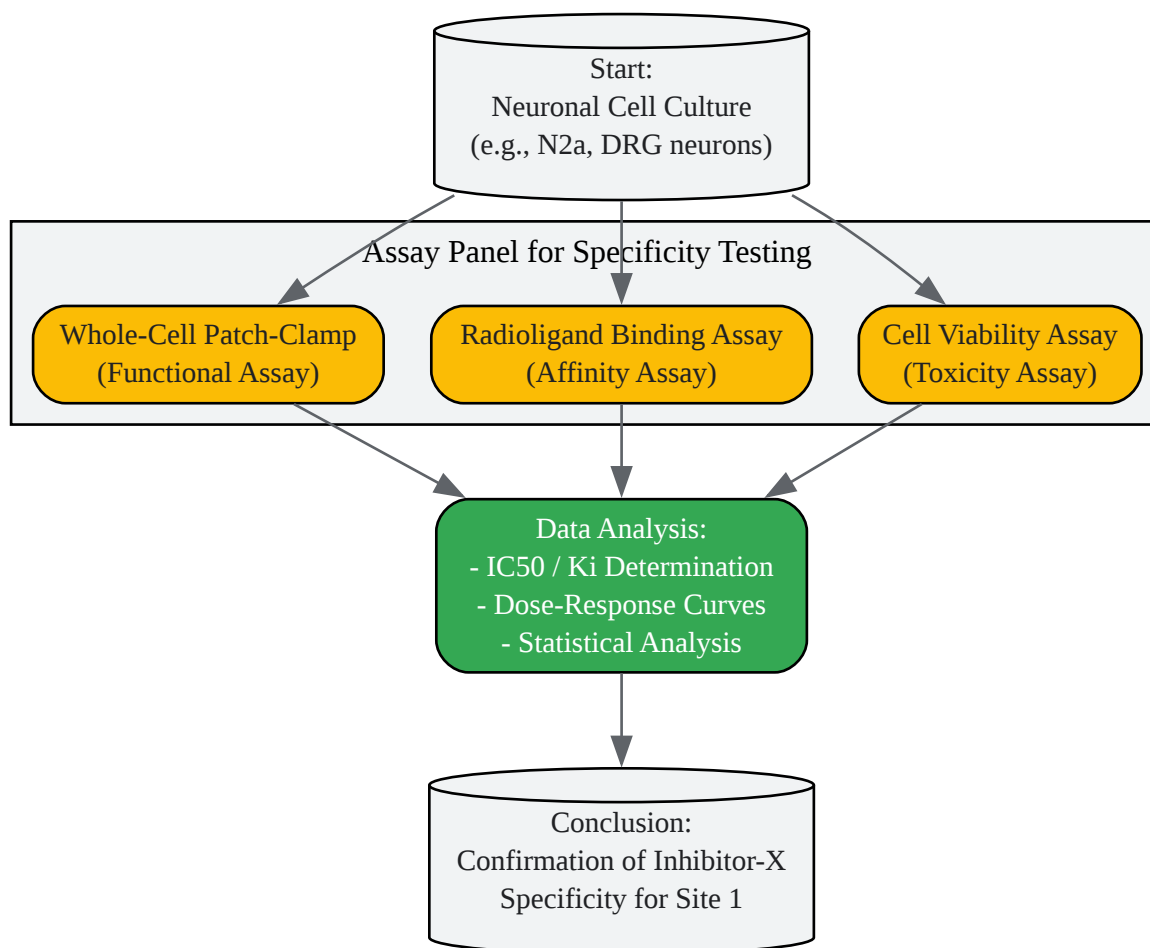 Start:
Neuronal Cell Culture
(e.g., N2a, DRG neurons)
Assay Panel for Specificity Testing
Whole-Cell Patch-Clamp
(Functional Assay)
Radioligand Binding Assay
(Affinity Assay)
Cell Viability Assay
(Toxicity Assay)
Data Analysis:
- IC50 / Ki Determination
- Dose-Response Curves
- Statistical Analysis
Conclusion:
Confirmation of Inhibitor-X
Specificity for Site 1